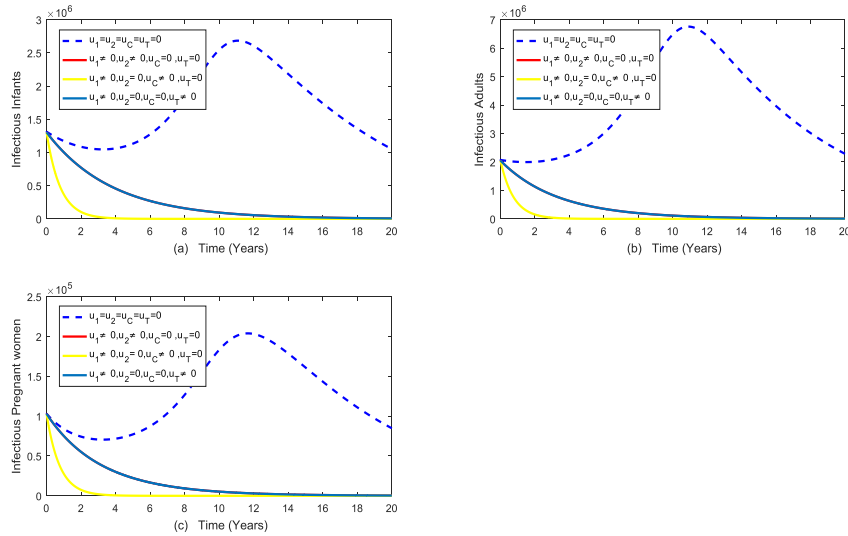 ×10⁶
3
2.5
2
1.5
1
0.5
0
Infectious Infants
u₁=u₂=u_C=u_T=0
u₁≠ 0,u₂≠ 0,u_C=0 ,u_T=0
u₁≠ 0,u₂= 0,u_C≠ 0 ,u_T=0
u₁≠ 0,u₂=0,u_C=0,u_T≠ 0
0 2 4 6 8 10 12 14 16 18 20
(a) Time (Years)
×10⁶
7
6
5
4
3
2
1
0
Infectious Adults
u₁=u₂=u_C=u_T=0
u₁≠ 0,u₂≠ 0,u_C=0 ,u_T=0
u₁≠ 0,u₂= 0,u_C≠ 0 ,u_T=0
u₁≠ 0,u₂=0,u_C=0,u_T≠ 0
0 2 4 6 8 10 12 14 16 18 20
(b) Time (Years)
×10⁵
2.5
2
1.5
1
0.5
0
Infectious Pregnant women
u₁=u₂=u_C=u_T=0
u₁≠ 0,u₂≠ 0,u_C=0 ,u_T=0
u₁≠ 0,u₂= 0,u_C≠ 0 ,u_T=0
u₁≠ 0,u₂=0,u_C=0,u_T≠ 0
0 2 4 6 8 10 12 14 16 18 20
(c) Time (Years)